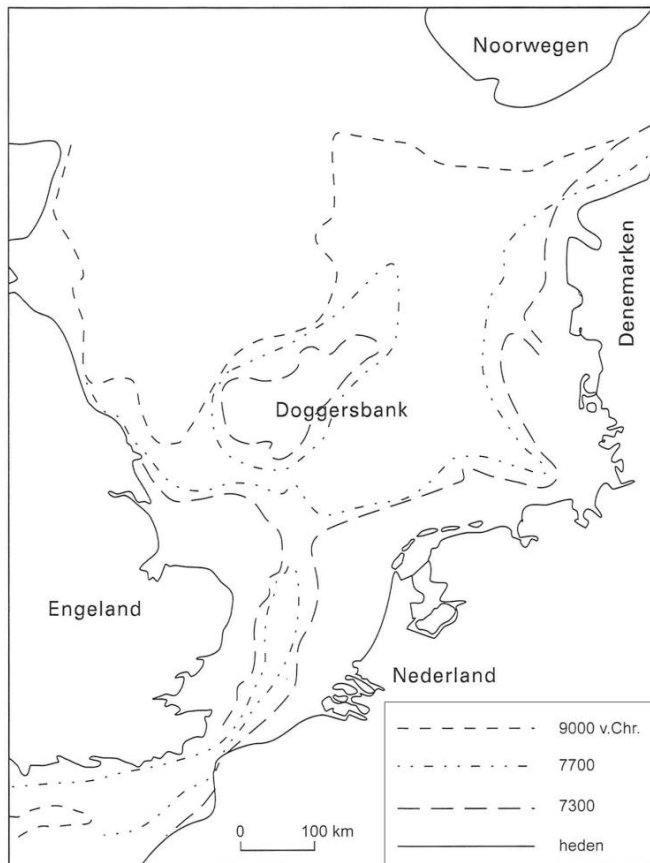 Noorwegen
Denemarken
Doggersbank
Engeland
Nederland
9000 v.Chr.
7700
7300
heden
0 100 km